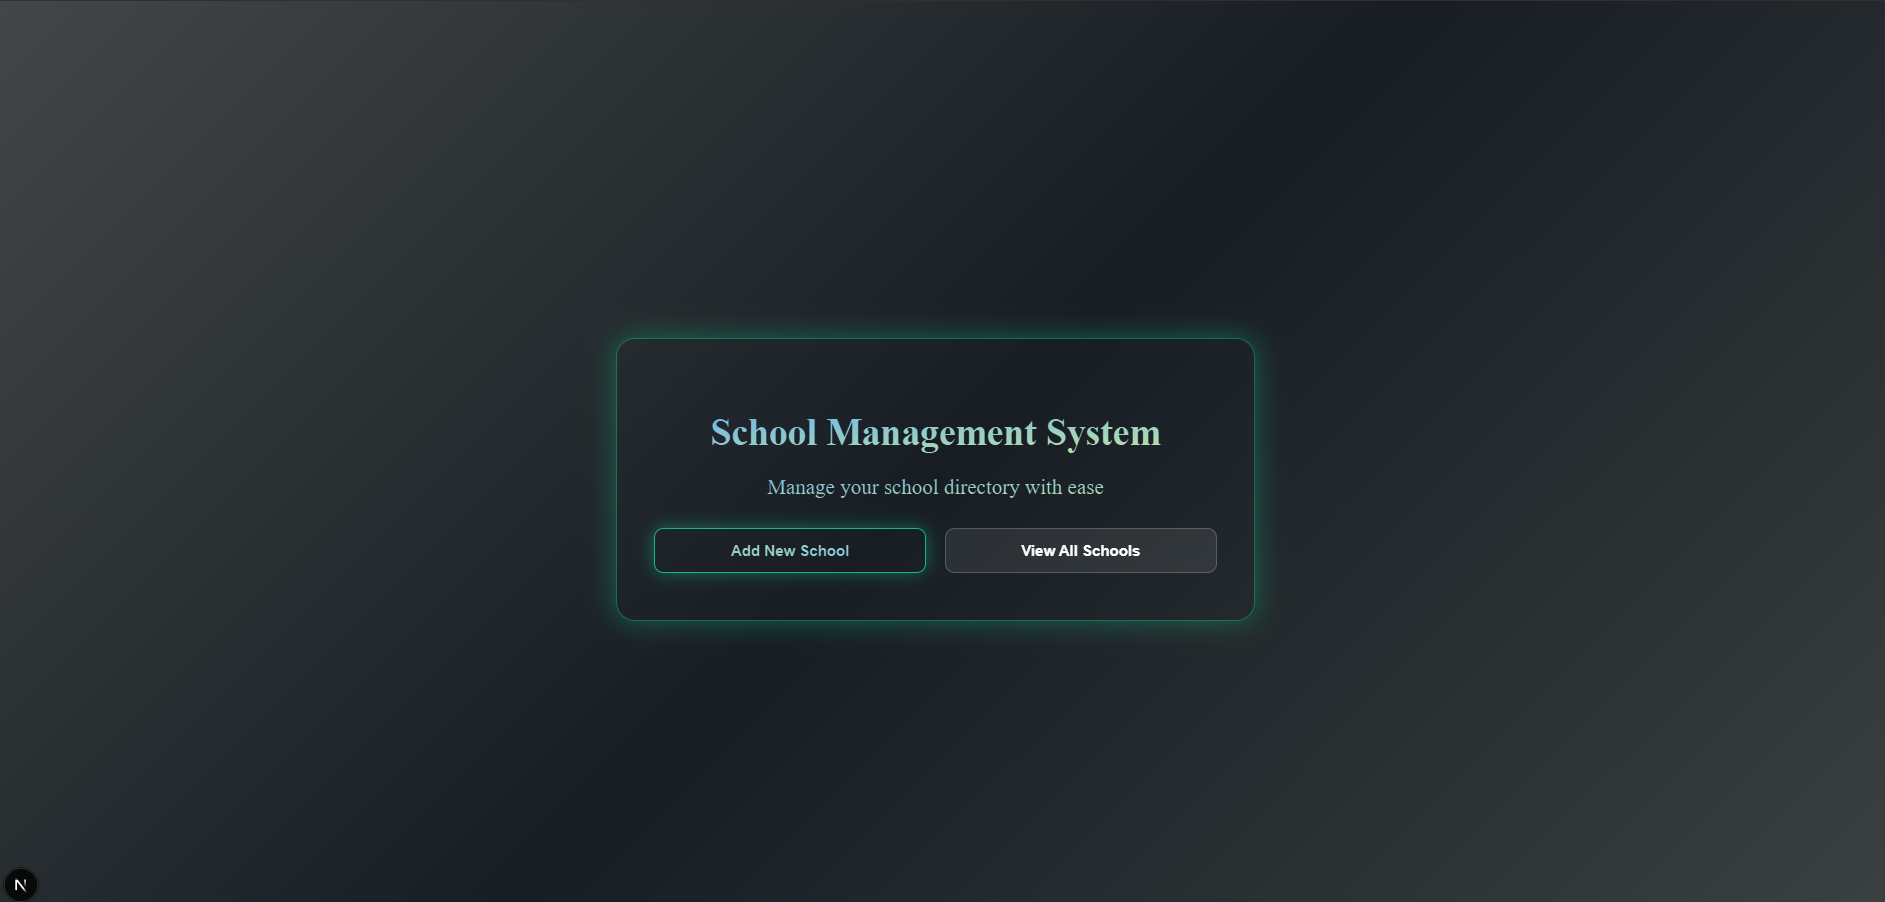 School Management System
Manage your school directory with ease
Add New School
View All Schools
N